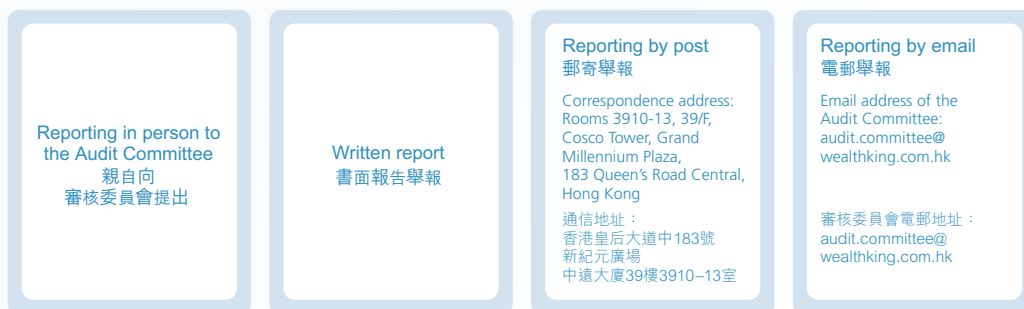 Reporting in person to
the Audit Committee
親自向
審核委員會提出
Written report
書面報告舉報
Reporting by post
郵寄舉報
Correspondence address:
Rooms 3910-13, 39/F,
Cosco Tower, Grand
Millennium Plaza,
183 Queen's Road Central,
Hong Kong
通信地址：
香港皇后大道中183號
新紀元廣場
中遠大廈39樓3910–13室
Reporting by email
電郵舉報
Email address of the
Audit Committee:
audit.committee@
wealthking.com.hk
審核委員會電郵地址：
audit.committee@
wealthking.com.hk